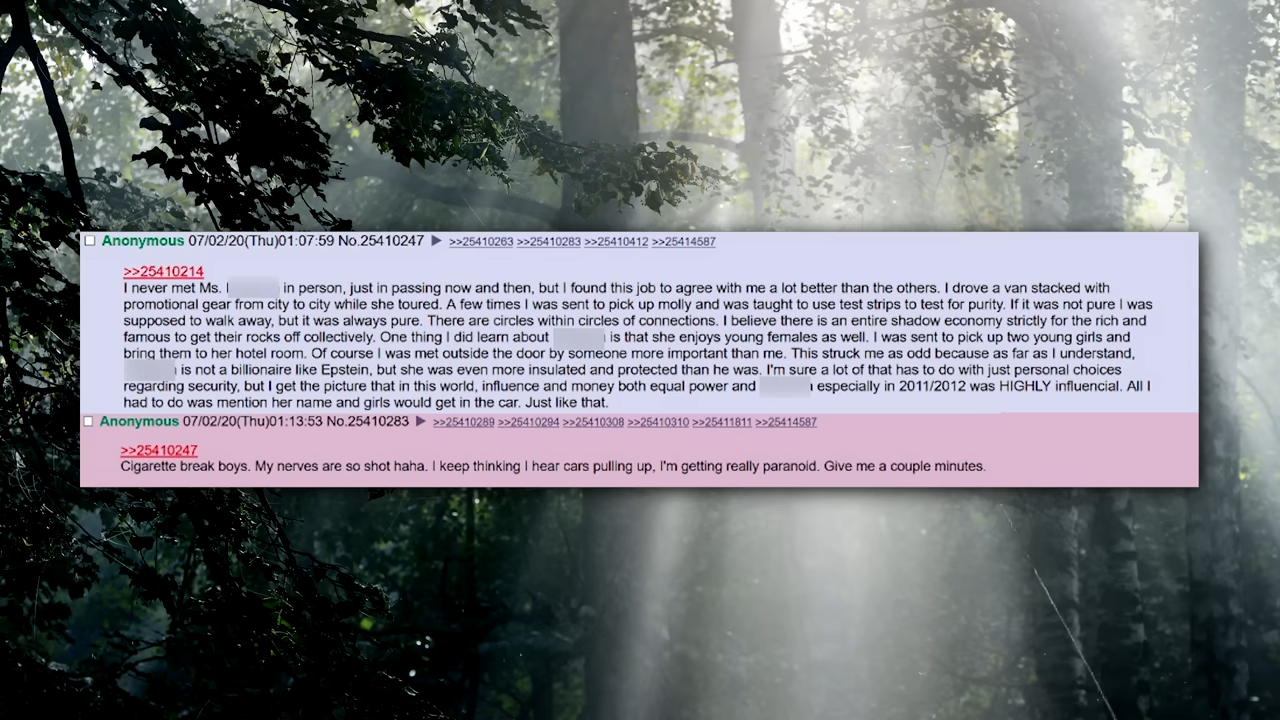 Anonymous 07/02/20(Thu)01:07:59 No.25410247 ▶ >>25410263 >>25410283 >>25410412 >>25414587
>>25410214
I never met Ms. in person, just in passing now and then, but I found this job to agree with me a lot better than the others. I drove a van stacked with
promotional gear from city to city while she toured. A few times I was sent to pick up molly and was taught to use test strips to test for purity. If it was not pure I was
supposed to walk away, but it was always pure. There are circles within circles of connections. I believe there is an entire shadow economy strictly for the rich and
famous to get their rocks off collectively. One thing I did learn about is that she enjoys young females as well. I was sent to pick up two young girls and
bring them to her hotel room. Of course I was met outside the door by someone more important than me. This struck me as odd because as far as I understand,
is not a billionaire like Epstein, but she was even more insulated and protected than he was. I'm sure a lot of that has to do with just personal choices
regarding security, but I get the picture that in this world, influence and money both equal power and especially in 2011/2012 was HIGHLY influencial. All I
had to do was mention her name and girls would get in the car. Just like that.
Anonymous 07/02/20(Thu)01:13:53 No.25410283 ▶ >>25410289 >>25410294 >>25410308 >>25410310 >>25411811 >>25414587
>>25410247
Cigarette break boys. My nerves are so shot haha. I keep thinking I hear cars pulling up, I'm getting really paranoid. Give me a couple minutes.